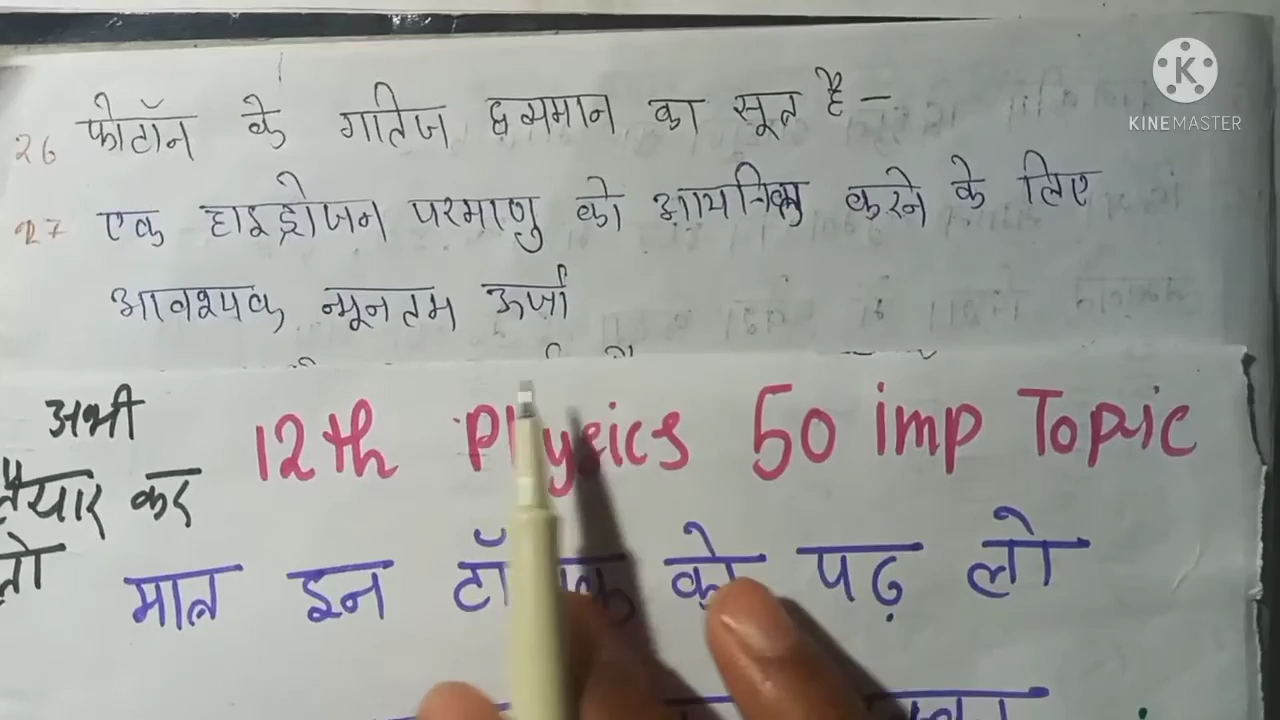 KINEMASTER
26 फोटॉन के गतिज द्रव्यमान का सूत्र है -
27 एक हाइड्रोजन परमाणु को आयनिक्त करने के लिए
आवश्यक न्यूनतम ऊर्जा
अभी
तैयार कर
लो
12th Physics 50 imp Topic
मात्र इन टॉपिक को पढ़ लो